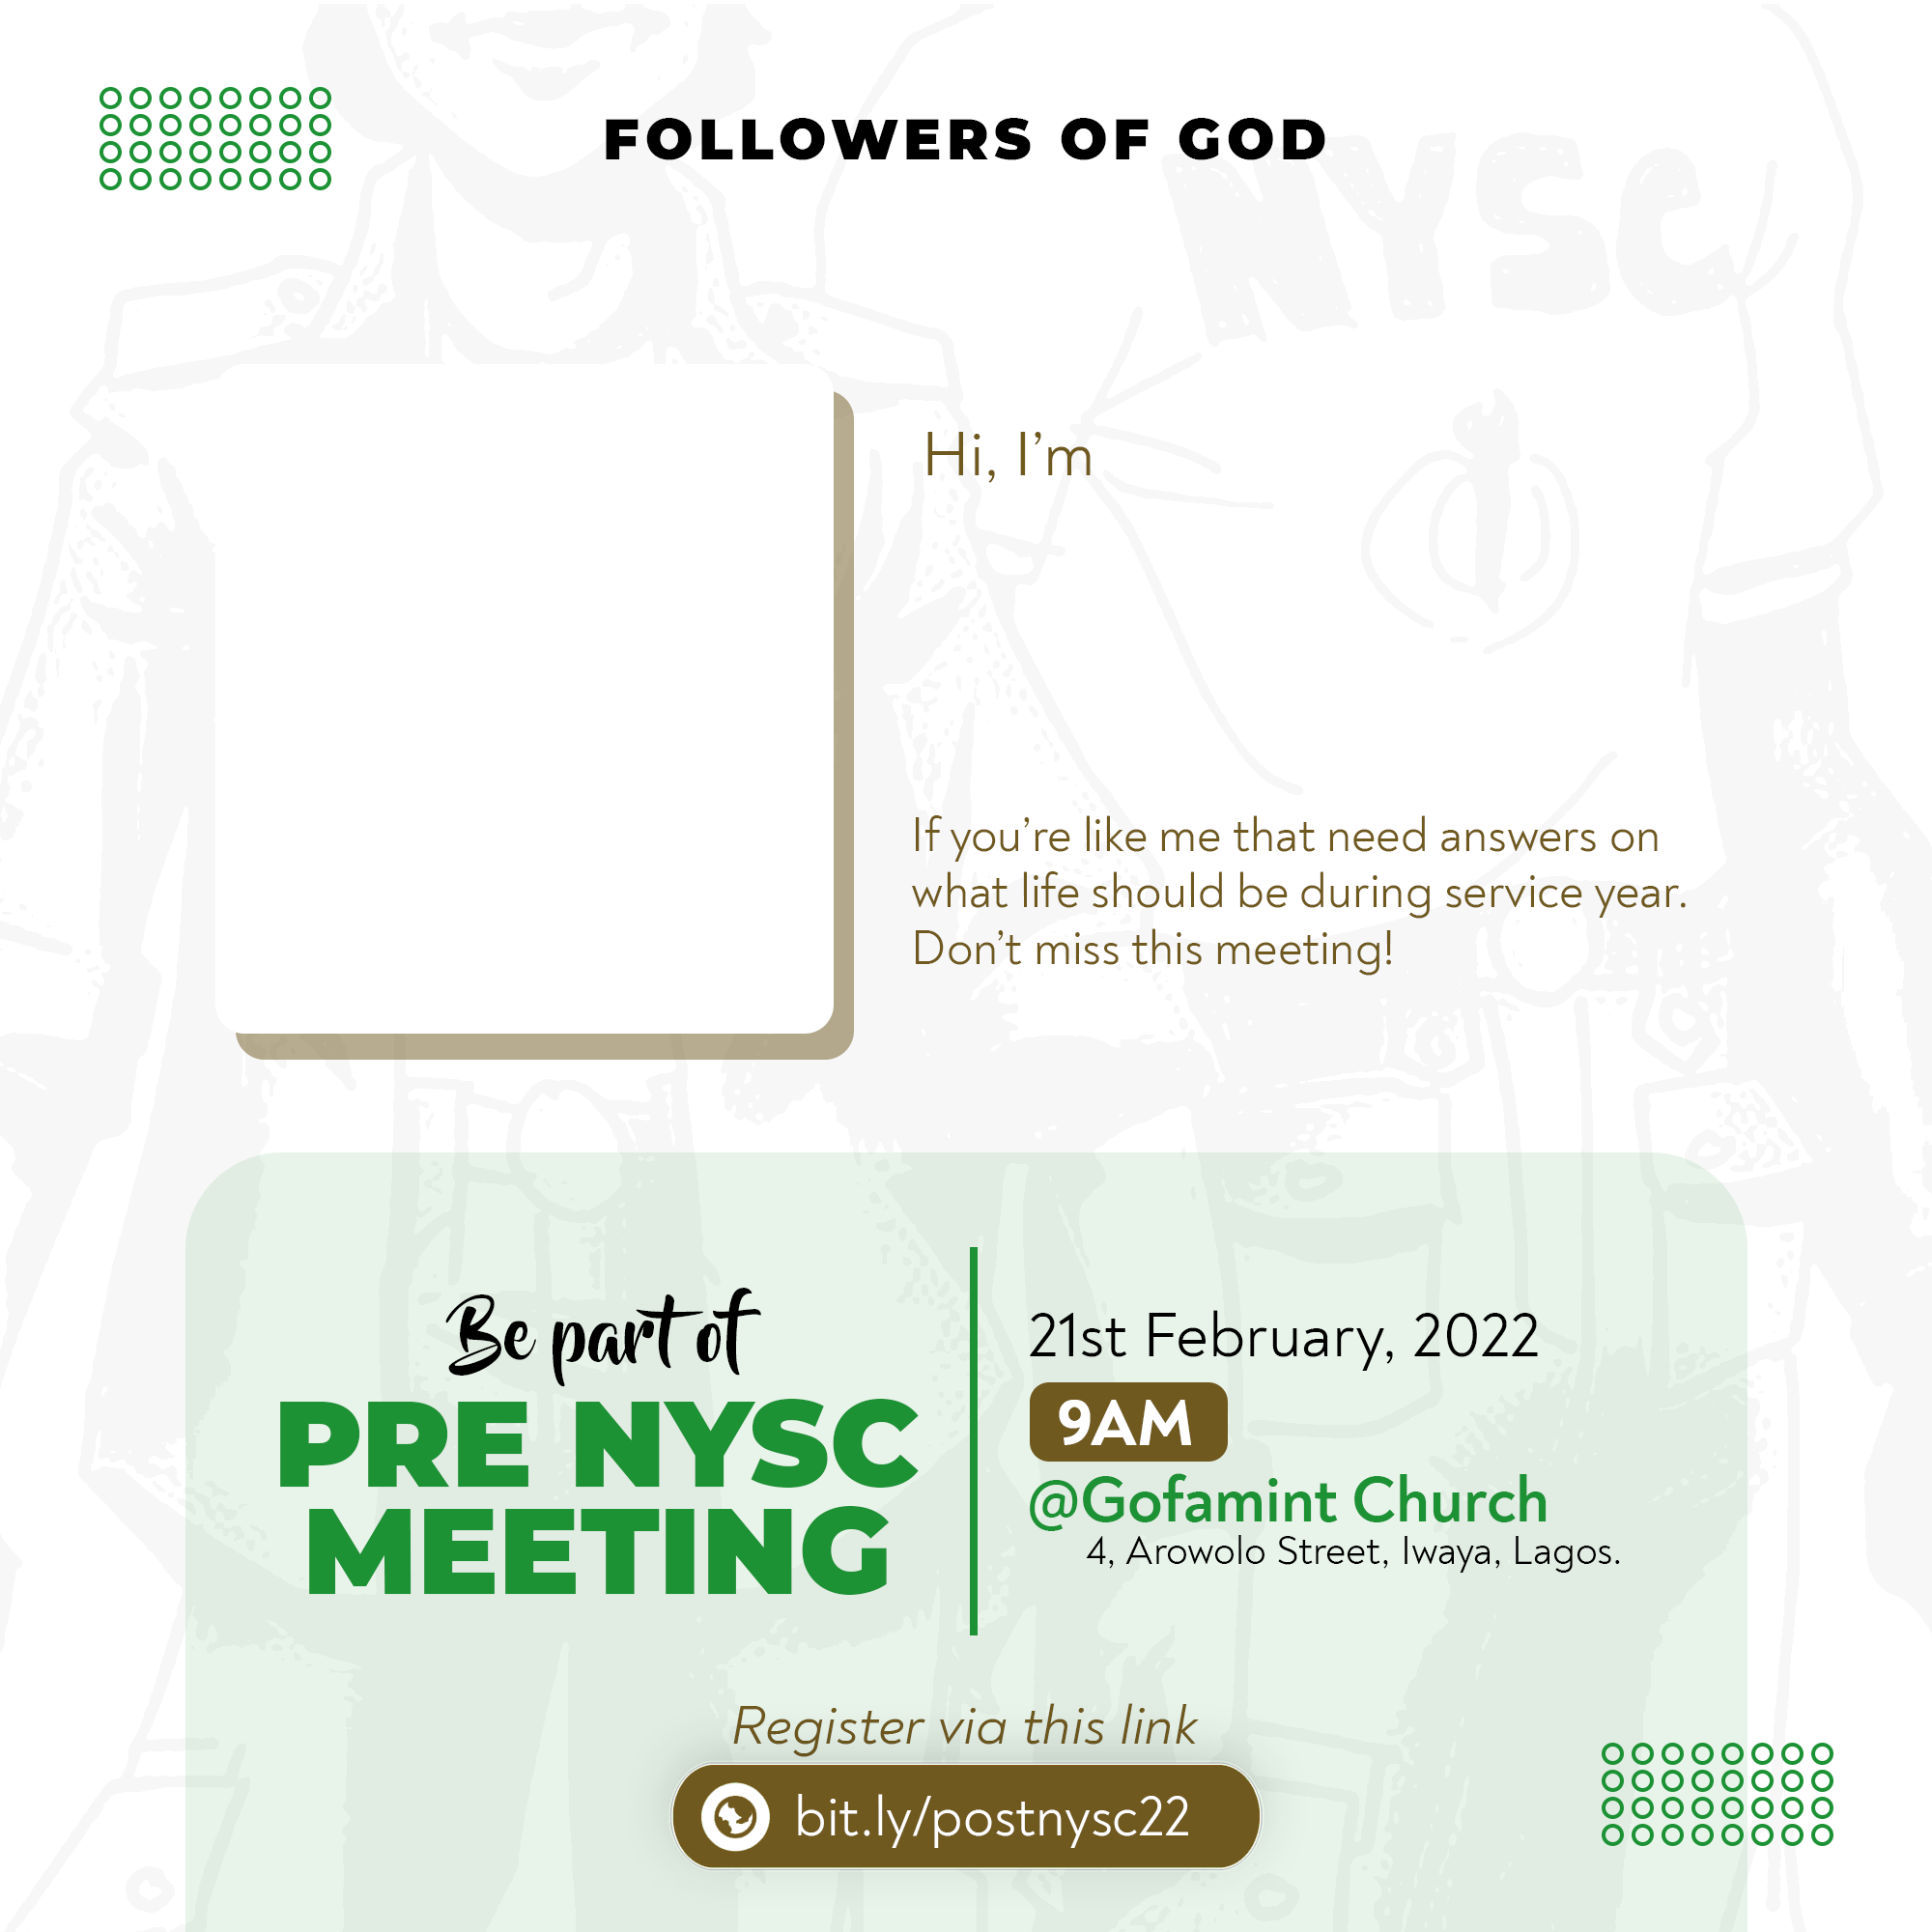 FOLLOWERS OF GOD
NYSC
Hi, I'm
If you're like me that need answers on
what life should be during service year.
Don't miss this meeting!
Be part of
PRE NYSC
MEETING
21st February, 2022
9AM
@Gofamint Church
4, Arowolo Street, Iwaya, Lagos.
Register via this link
bit.ly/postnysc22